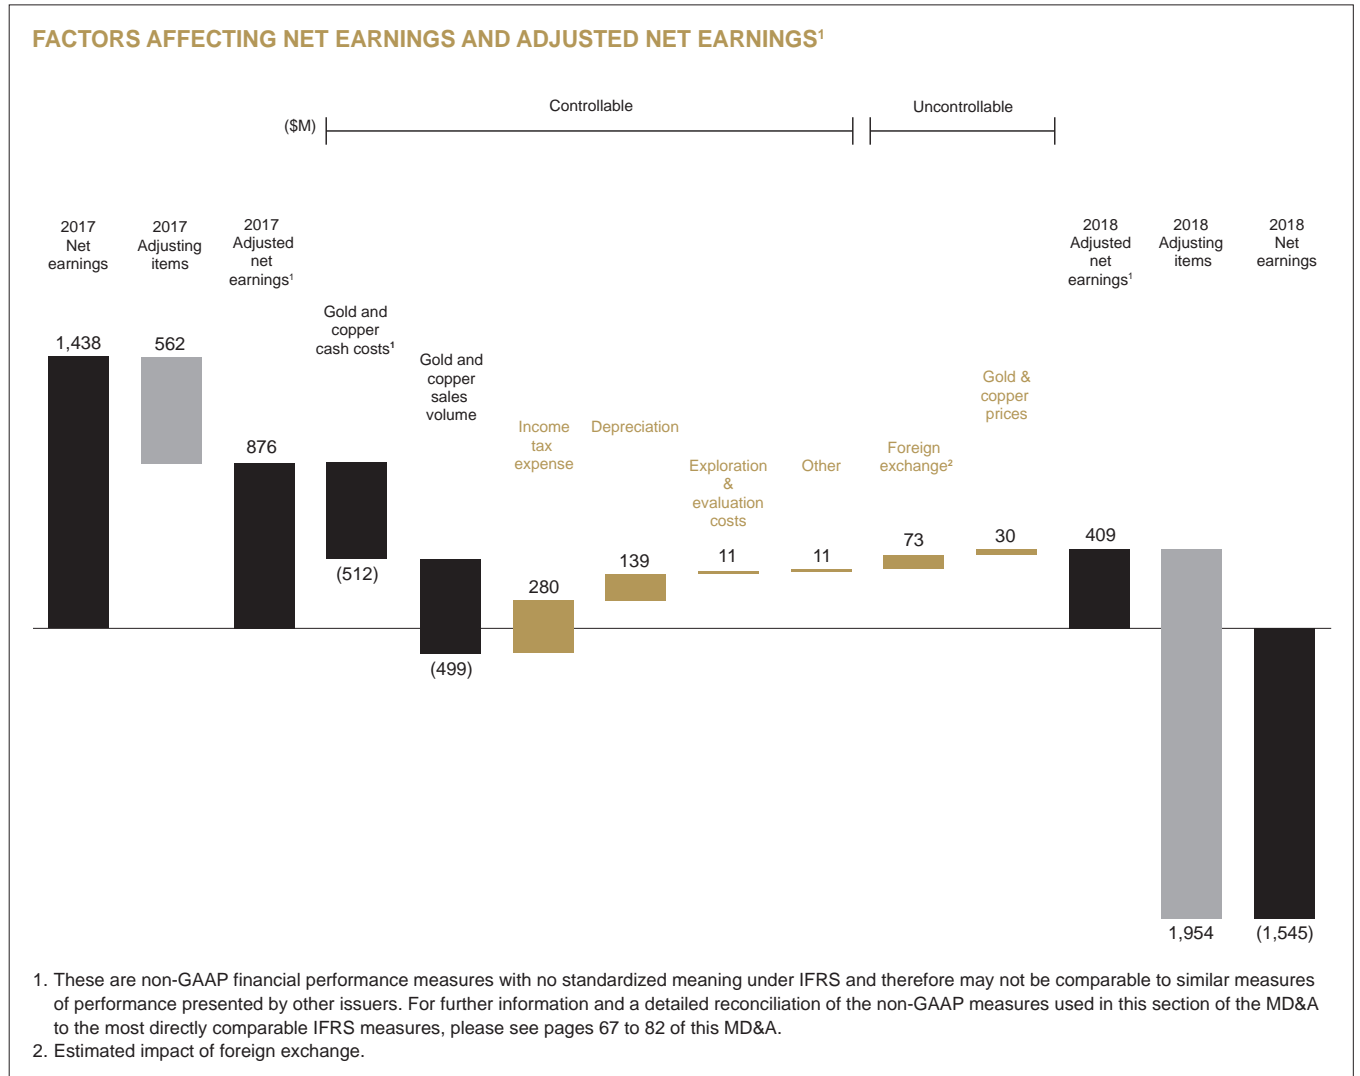 FACTORS AFFECTING NET EARNINGS AND ADJUSTED NET EARNINGS¹
($M)
Controllable
Uncontrollable
2017
Net
earnings
2017
Adjusting
items
2017
Adjusted
net
earnings¹
Gold and
copper
cash costs¹
Gold and
copper
sales
volume
Income
tax
expense
Depreciation
Exploration
&
evaluation
costs
Other
Foreign
exchange²
Gold &
copper
prices
2018
Adjusted
net
earnings¹
2018
Adjusting
items
2018
Net
earnings
1,438
562
876
(512)
(499)
280
139
11
11
73
30
409
1,954
(1,545)
1. These are non-GAAP financial performance measures with no standardized meaning under IFRS and therefore may not be comparable to similar measures
of performance presented by other issuers. For further information and a detailed reconciliation of the non-GAAP measures used in this section of the MD&A
to the most directly comparable IFRS measures, please see pages 67 to 82 of this MD&A.
2. Estimated impact of foreign exchange.